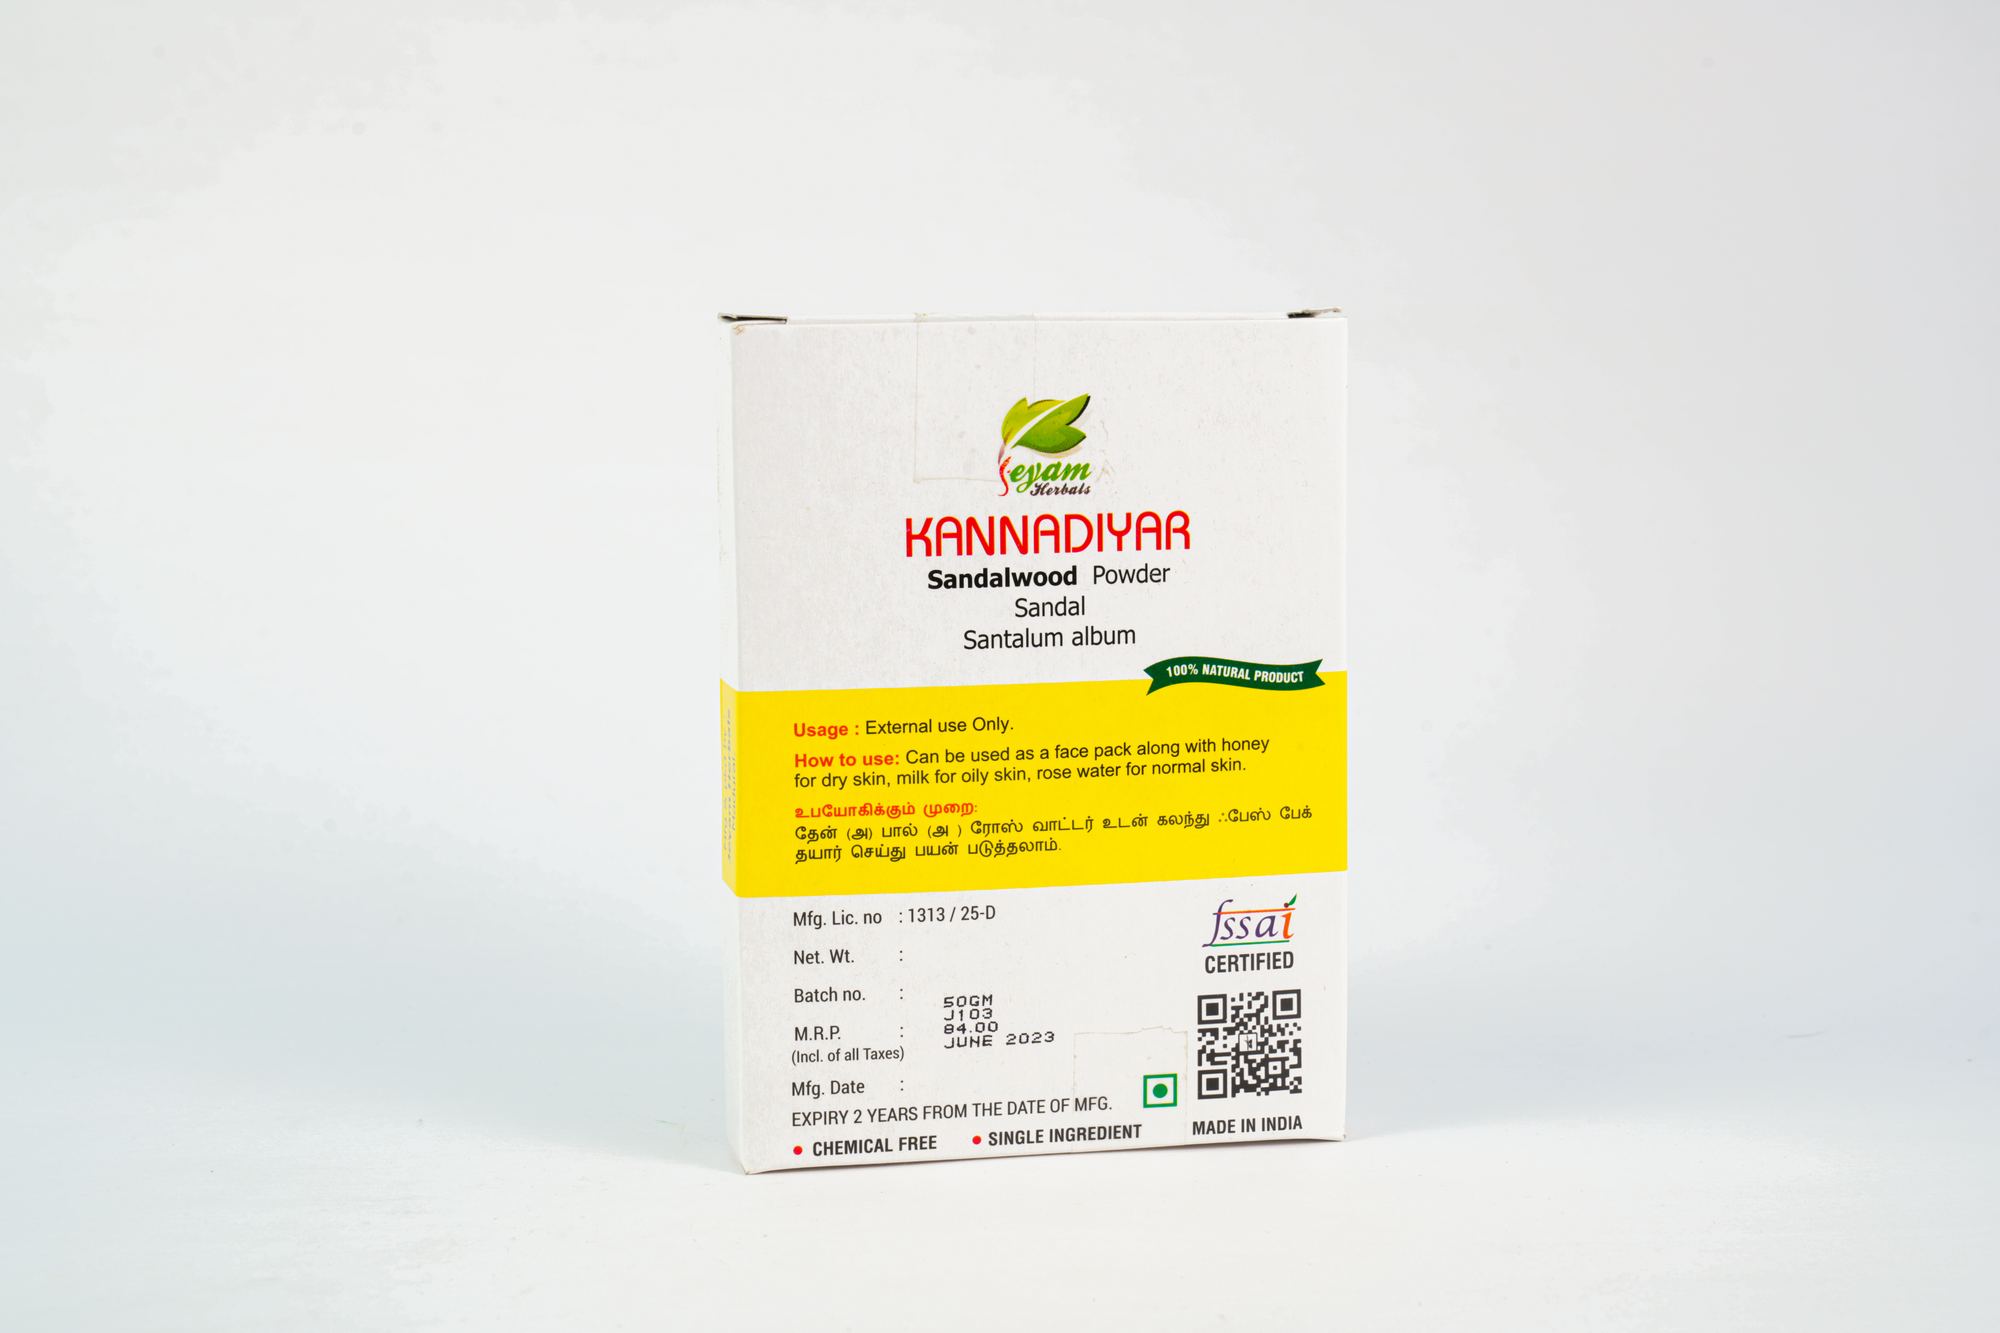 Seyam
Herbals
KANNADIYAR
Sandalwood Powder
Sandal
Santalum album
100% NATURAL PRODUCT
Usage : External use Only.
How to use: Can be used as a face pack along with honey
for dry skin, milk for oily skin, rose water for normal skin.
உபயோகிக்கும் முறை:
தேன் (அ) பால் (அ ) ரோஸ் வாட்டர் உடன் கலந்து ஃபேஸ் பேக்
தயார் செய்து பயன் படுத்தலாம்.
Mfg. Lic. no : 1313 / 25-D
Net. Wt. :
Batch no. :
M.R.P. :
(Incl. of all Taxes)
Mfg. Date :
50GM
J103
84.00
JUNE 2023
EXPIRY 2 YEARS FROM THE DATE OF MFG.
• CHEMICAL FREE • SINGLE INGREDIENT
fssai
CERTIFIED
MADE IN INDIA